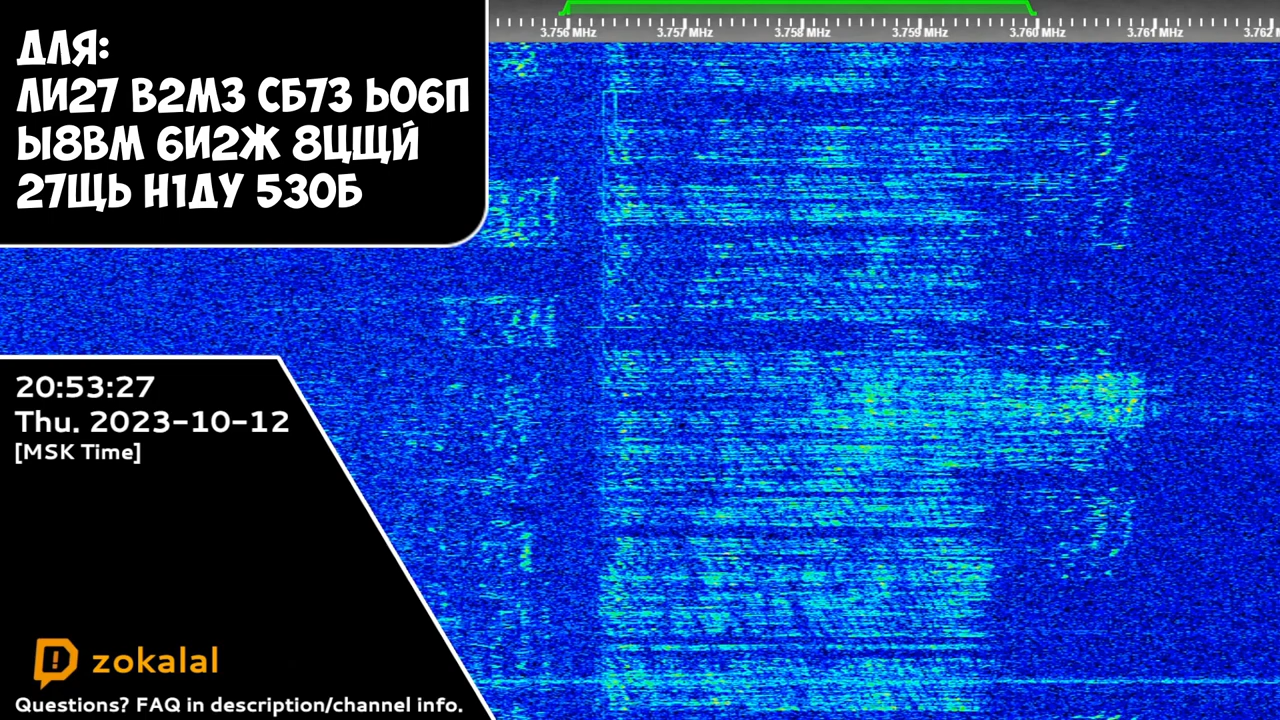 ДЛЯ:
ЛИ27 В2МЗ СБ73 Ь06П
Ы8ВМ 6И2Ж 8ЦЩЙ
27ЩЬ Н1ДУ 530Б
3.756 MHz 3.757 MHz 3.758 MHz 3.759 MHz 3.760 MHz 3.761 MHz 3.762 M
20:53:27
Thu. 2023-10-12
[MSK Time]
zokalal
Questions? FAQ in description/channel info.